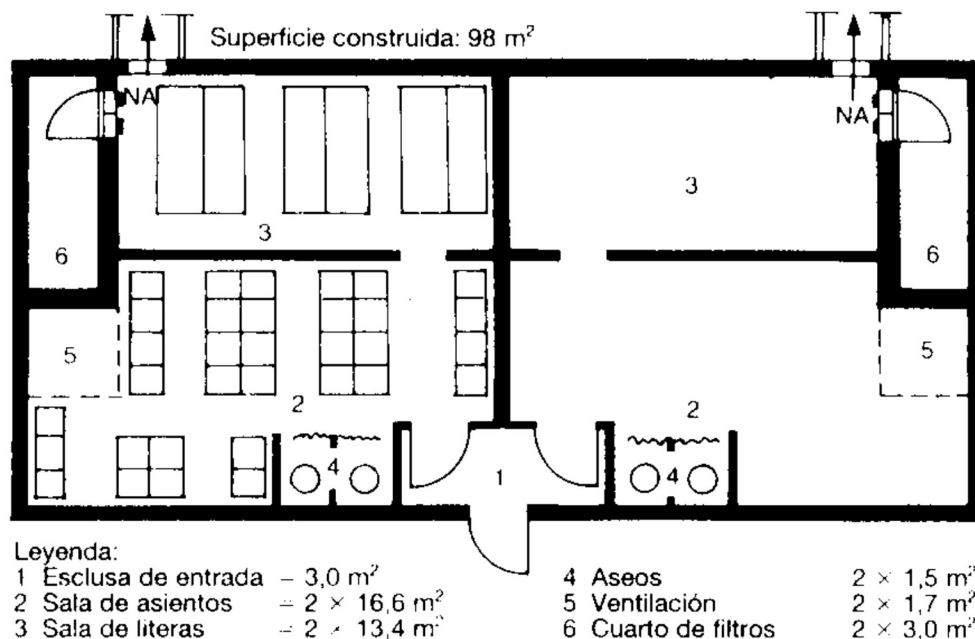 Superficie construida: 98 m²
NA
NA
3
3
6
6
5
5
2
2
4
1
4
Leyenda:
1 Esclusa de entrada = 3,0 m²
2 Sala de asientos = 2 × 16,6 m²
3 Sala de literas = 2 × 13,4 m²
4 Aseos 2 × 1,5 m²
5 Ventilación 2 × 1,7 m²
6 Cuarto de filtros 2 × 3,0 m²